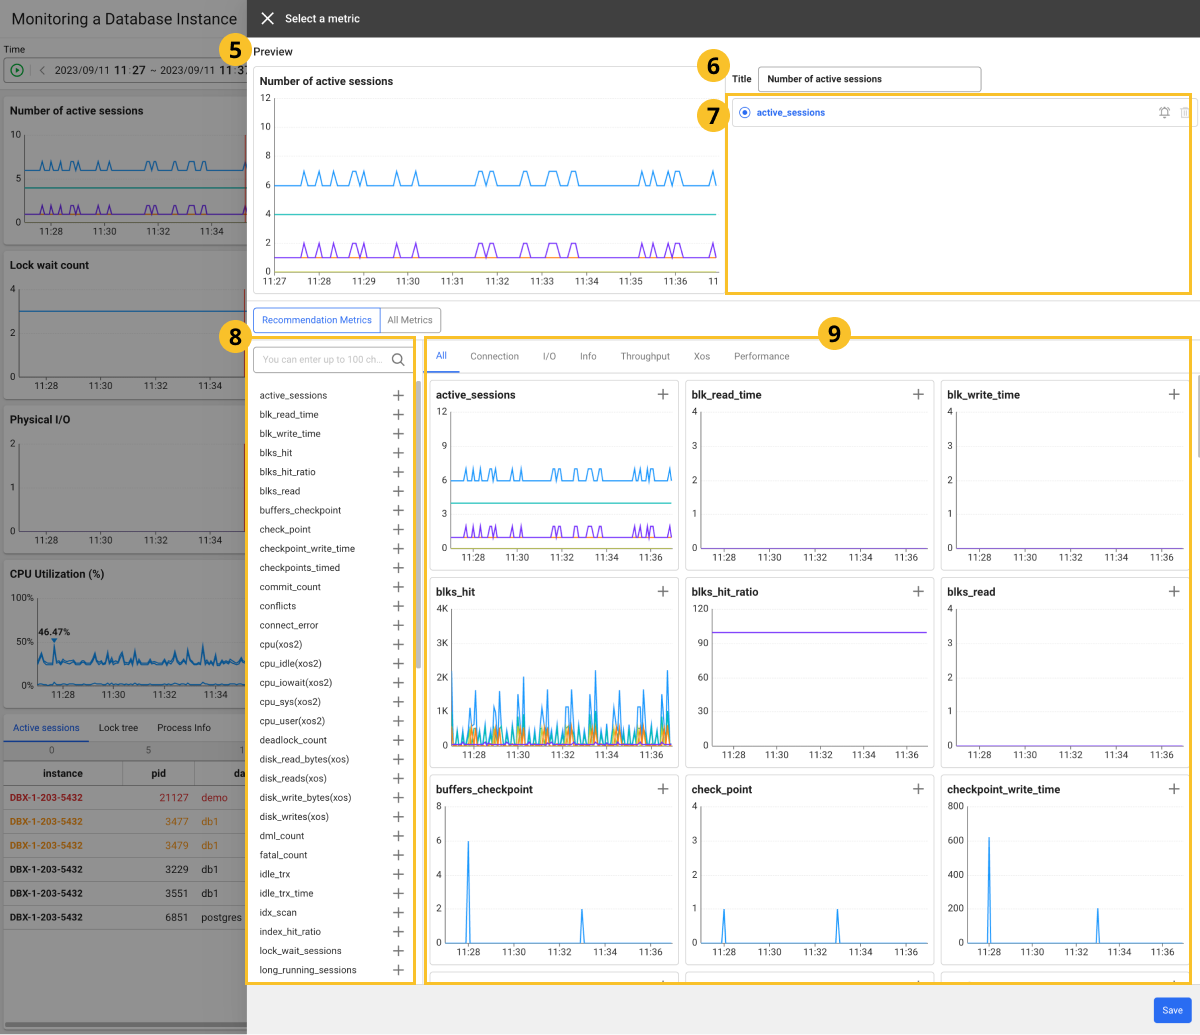 Monitoring a Database Instance
Time
2023/09/11 11:27 ~ 2023/09/11 11:37
Number of active sessions
10
5
0
11:28 11:30 11:32 11:34
Lock wait count
4
2
0
11:28 11:30 11:32 11:34
Physical I/O
2
1
0
11:28 11:30 11:32 11:34
CPU Utilization (%)
100%
46.47%
50%
0%
11:28 11:30 11:32 11:34
Active sessions Lock tree Process Info
0 5 1
instance pid da
DBX-1-203-5432 21127 demo
DBX-1-203-5432 3477 db1
DBX-1-203-5432 3479 db1
DBX-1-203-5432 3229 db1
DBX-1-203-5432 3551 db1
DBX-1-203-5432 6851 postgres
Select a metric
5
Preview
Number of active sessions
12
10
8
6
4
2
0
11:27 11:28 11:29 11:30 11:31 11:32 11:33 11:34 11:35 11:36 11
6
Title Number of active sessions
7
active_sessions
Recommendation Metrics All Metrics
8
You can enter up to 100 ch...
active_sessions
blk_read_time
blk_write_time
blks_hit
blks_hit_ratio
blks_read
buffers_checkpoint
check_point
checkpoint_write_time
checkpoints_timed
commit_count
conflicts
connect_error
cpu(xos2)
cpu_idle(xos2)
cpu_iowait(xos2)
cpu_sys(xos2)
cpu_user(xos2)
deadlock_count
disk_read_bytes(xos)
disk_reads(xos)
disk_write_bytes(xos)
disk_writes(xos)
dml_count
fatal_count
idle_trx
idle_trx_time
idx_scan
index_hit_ratio
lock_wait_sessions
long_running_sessions
9
All Connection I/O Info Throughput Xos Performance
active_sessions
12
9
6
3
0
11:28 11:30 11:32 11:34 11:36
blk_read_time
4
3
2
1
0
11:28 11:30 11:32 11:34 11:36
blk_write_time
4
3
2
1
0
11:28 11:30 11:32 11:34 11:36
blks_hit
4K
3K
2K
1K
0
11:28 11:30 11:32 11:34 11:36
blks_hit_ratio
120
90
60
30
0
11:28 11:30 11:32 11:34 11:36
blks_read
4
3
2
1
0
11:28 11:30 11:32 11:34 11:36
buffers_checkpoint
8
6
4
2
0
11:28 11:30 11:32 11:34 11:36
check_point
4
3
2
1
0
11:28 11:30 11:32 11:34 11:36
checkpoint_write_time
800
600
400
200
0
11:28 11:30 11:32 11:34 11:36
Save